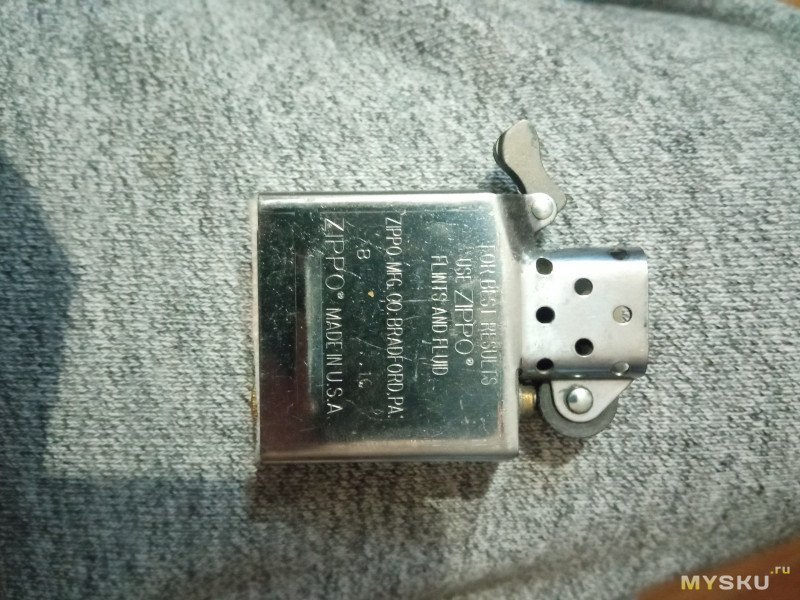 FOR BEST RESULTS
USE ZIPPO®
FLINTS AND FLUID
ZIPPO MFG. CO. BRADFORD, PA.
B
ZIPPO® MADE IN U.S.A
MYSKU.ru